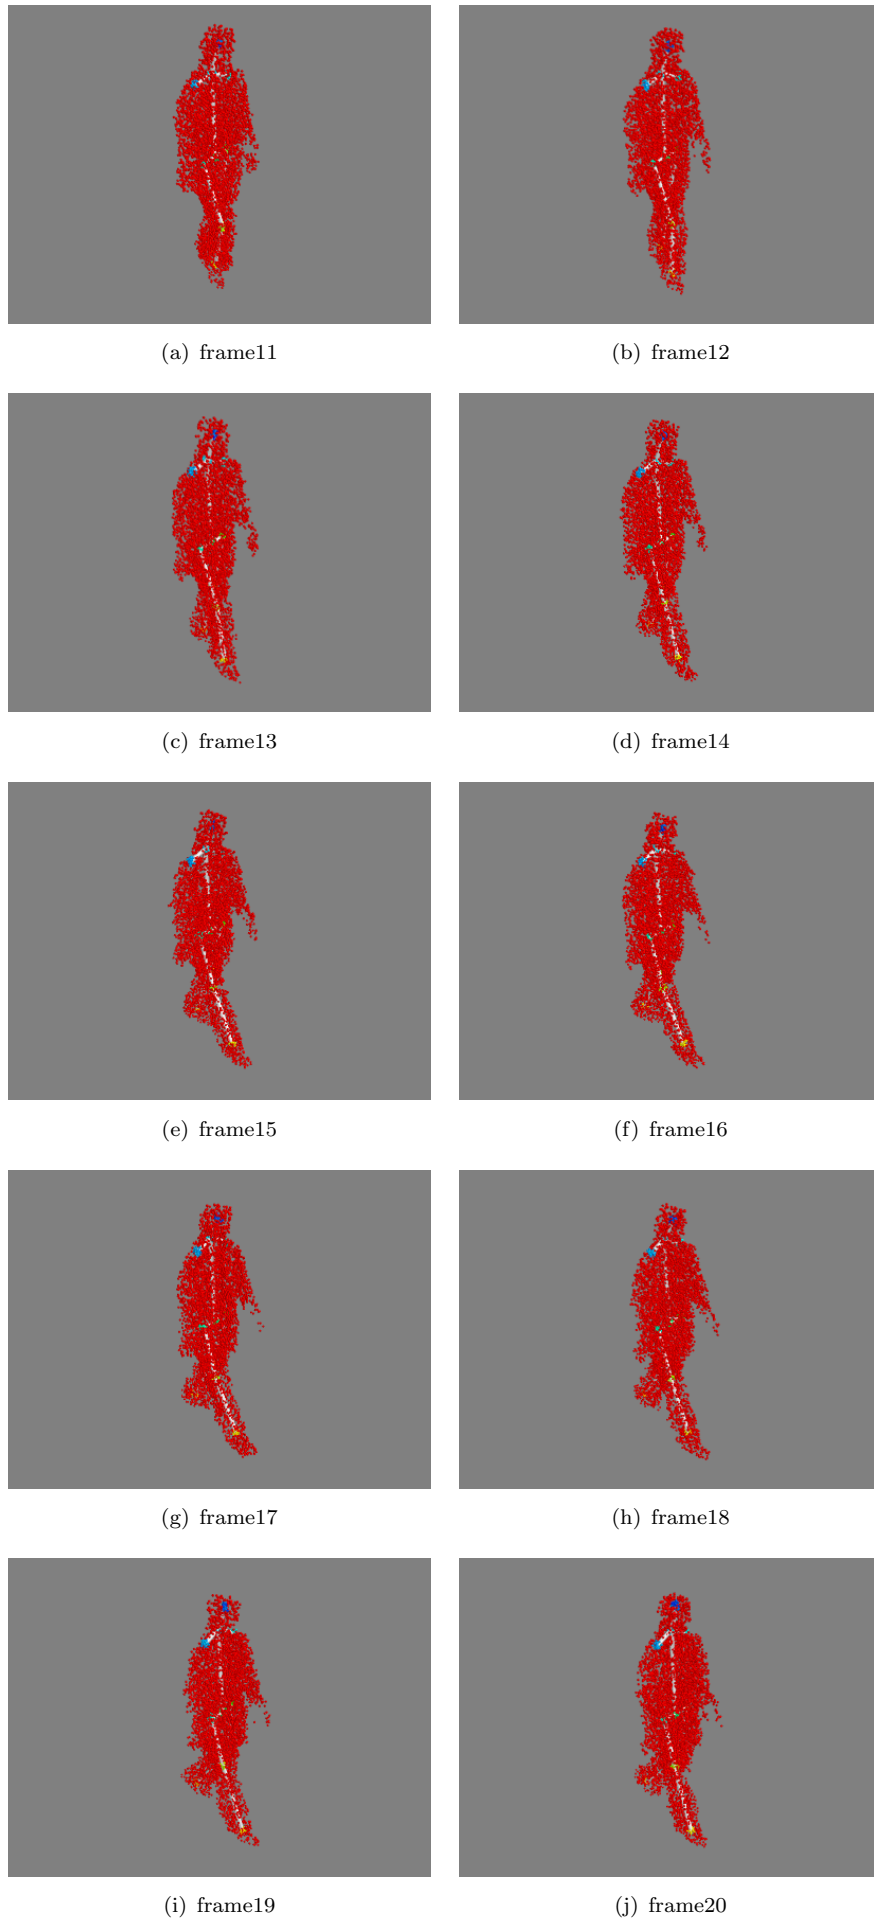 (a) frame11
(b) frame12
(c) frame13
(d) frame14
(e) frame15
(f) frame16
(g) frame17
(h) frame18
(i) frame19
(j) frame20